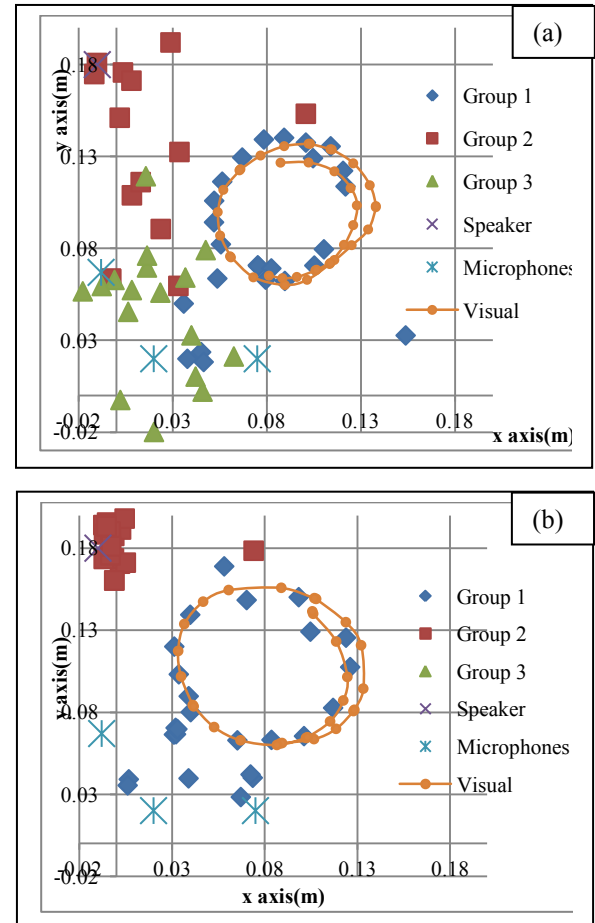 (a)
0.18
0.13
0.08
0.03
-0.02
y axis(m)
-0.02 0.03 0.08 0.13 0.18
x axis(m)
Group 1
Group 2
Group 3
Speaker
Microphones
Visual
(b)
0.18
0.13
0.08
0.03
-0.02
y axis(m)
-0.02 0.03 0.08 0.13 0.18
x axis(m)
Group 1
Group 2
Group 3
Speaker
Microphones
Visual